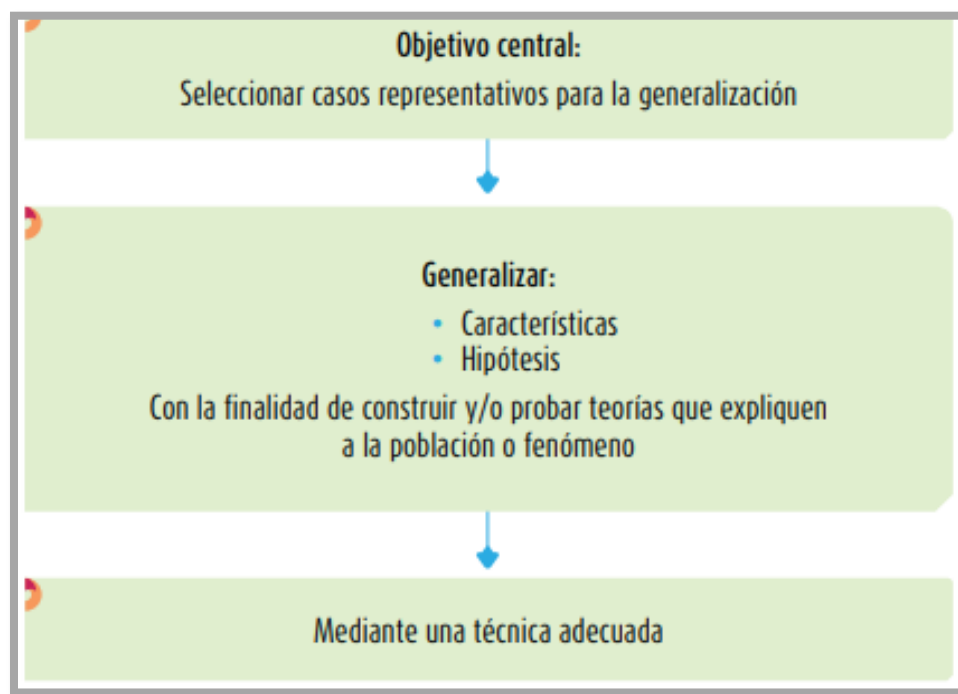 Objetivo central:
Seleccionar casos representativos para la generalización
Generalizar:
• Características
• Hipótesis
Con la finalidad de construir y/o probar teorías que expliquen
a la población o fenómeno
Mediante una técnica adecuada